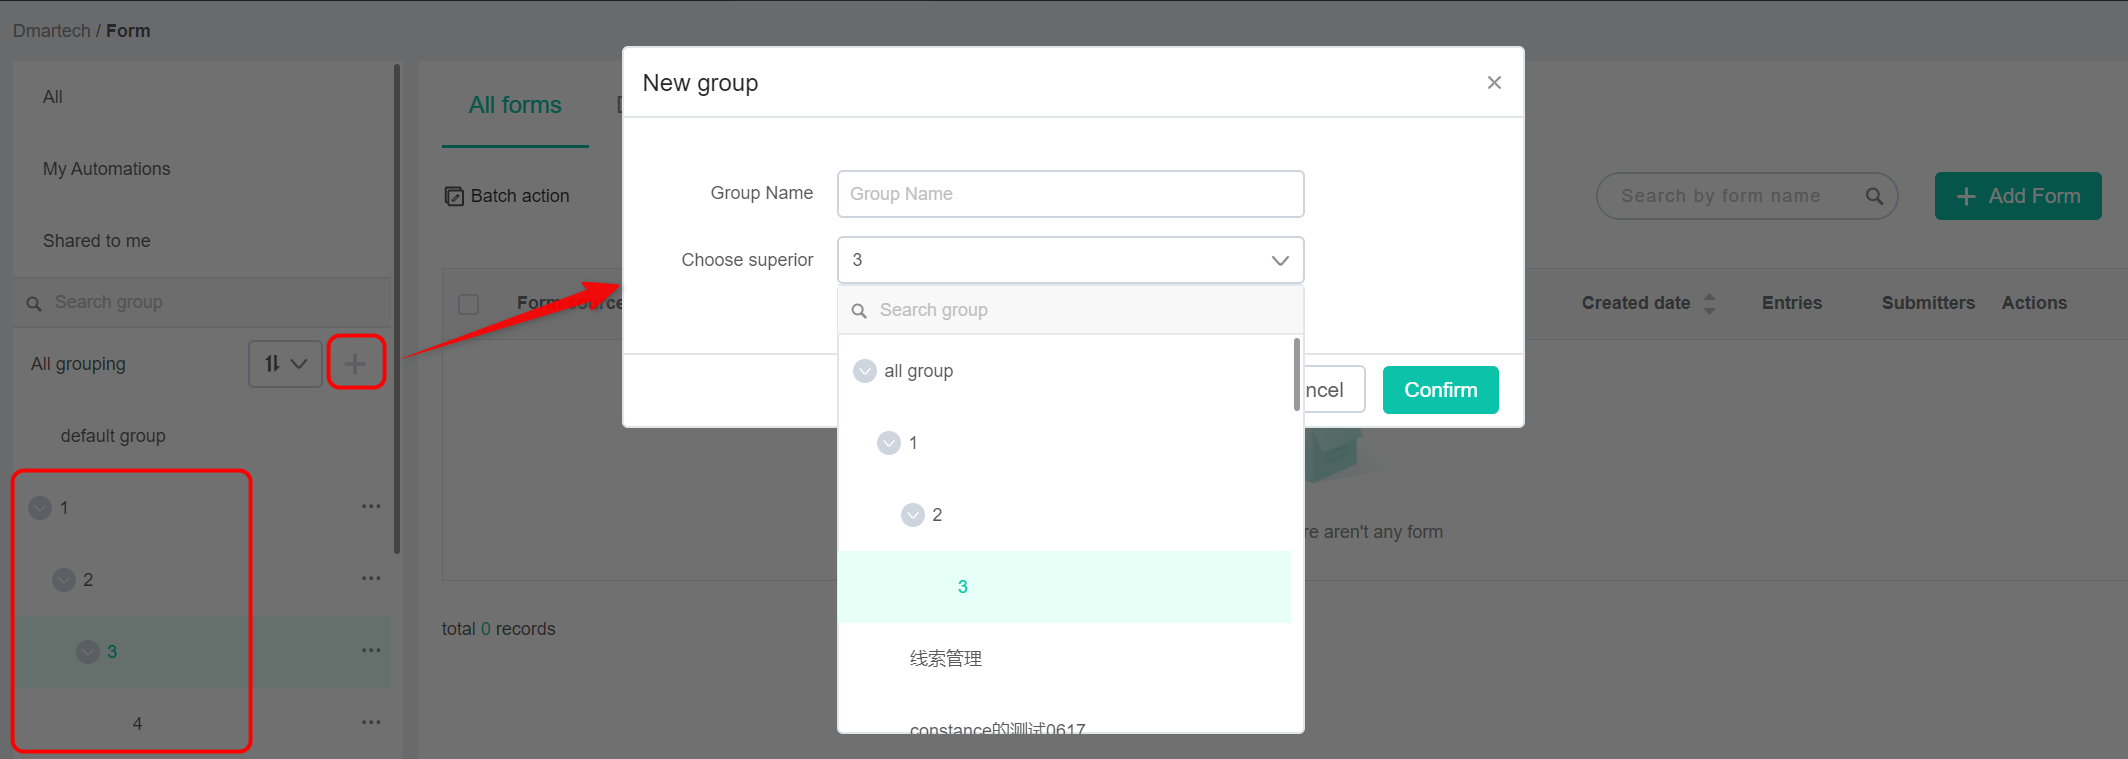 Dmartech / Form
All
My Automations
Shared to me
Search group
All grouping
default group
1
2
3
4
All forms
Batch action
Search by form name
Add Form
Created date
Entries
Submitters
Actions
total 0 records
New group
Group Name
Group Name
Choose superior
3
Search group
all group
1
2
3
线索管理
constance的测试0617
Confirm
aren't any form